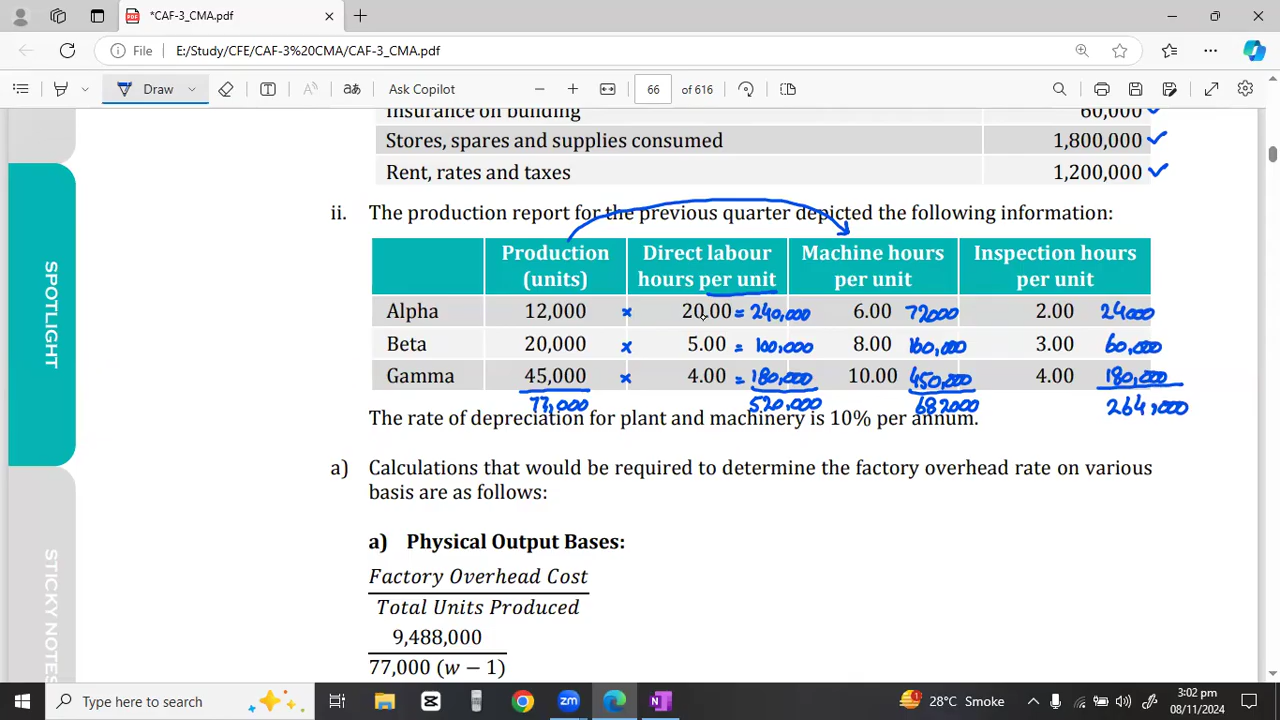 *CAF-3_CMA.pdf
File
E:/Study/CFE/CAF-3%20CMA/CAF-3_CMA.pdf
Draw
Ask Copilot
66 of 616
Insurance on building 60,000 ✓
Stores, spares and supplies consumed 1,800,000 ✓
Rent, rates and taxes 1,200,000 ✓
ii. The production report for the previous quarter depicted the following information:
Production (units) Direct labour hours per unit Machine hours per unit Inspection hours per unit
Alpha 12,000 × 20.00 = 240,000 6.00 72000 2.00 24000
Beta 20,000 × 5.00 = 100,000 8.00 160,000 3.00 60,000
Gamma 45,000 × 4.00 = 180,000 10.00 450,000 4.00 180,000
77,000 520,000 682000 264,000
The rate of depreciation for plant and machinery is 10% per annum.
a) Calculations that would be required to determine the factory overhead rate on various
basis are as follows:
a) Physical Output Bases:
Factory Overhead Cost
Total Units Produced
9,488,000
77,000 (w − 1)
SPOTLIGHT
STICKY NOTES
Type here to search
zm
28°C Smoke
3:02 pm
08/11/2024